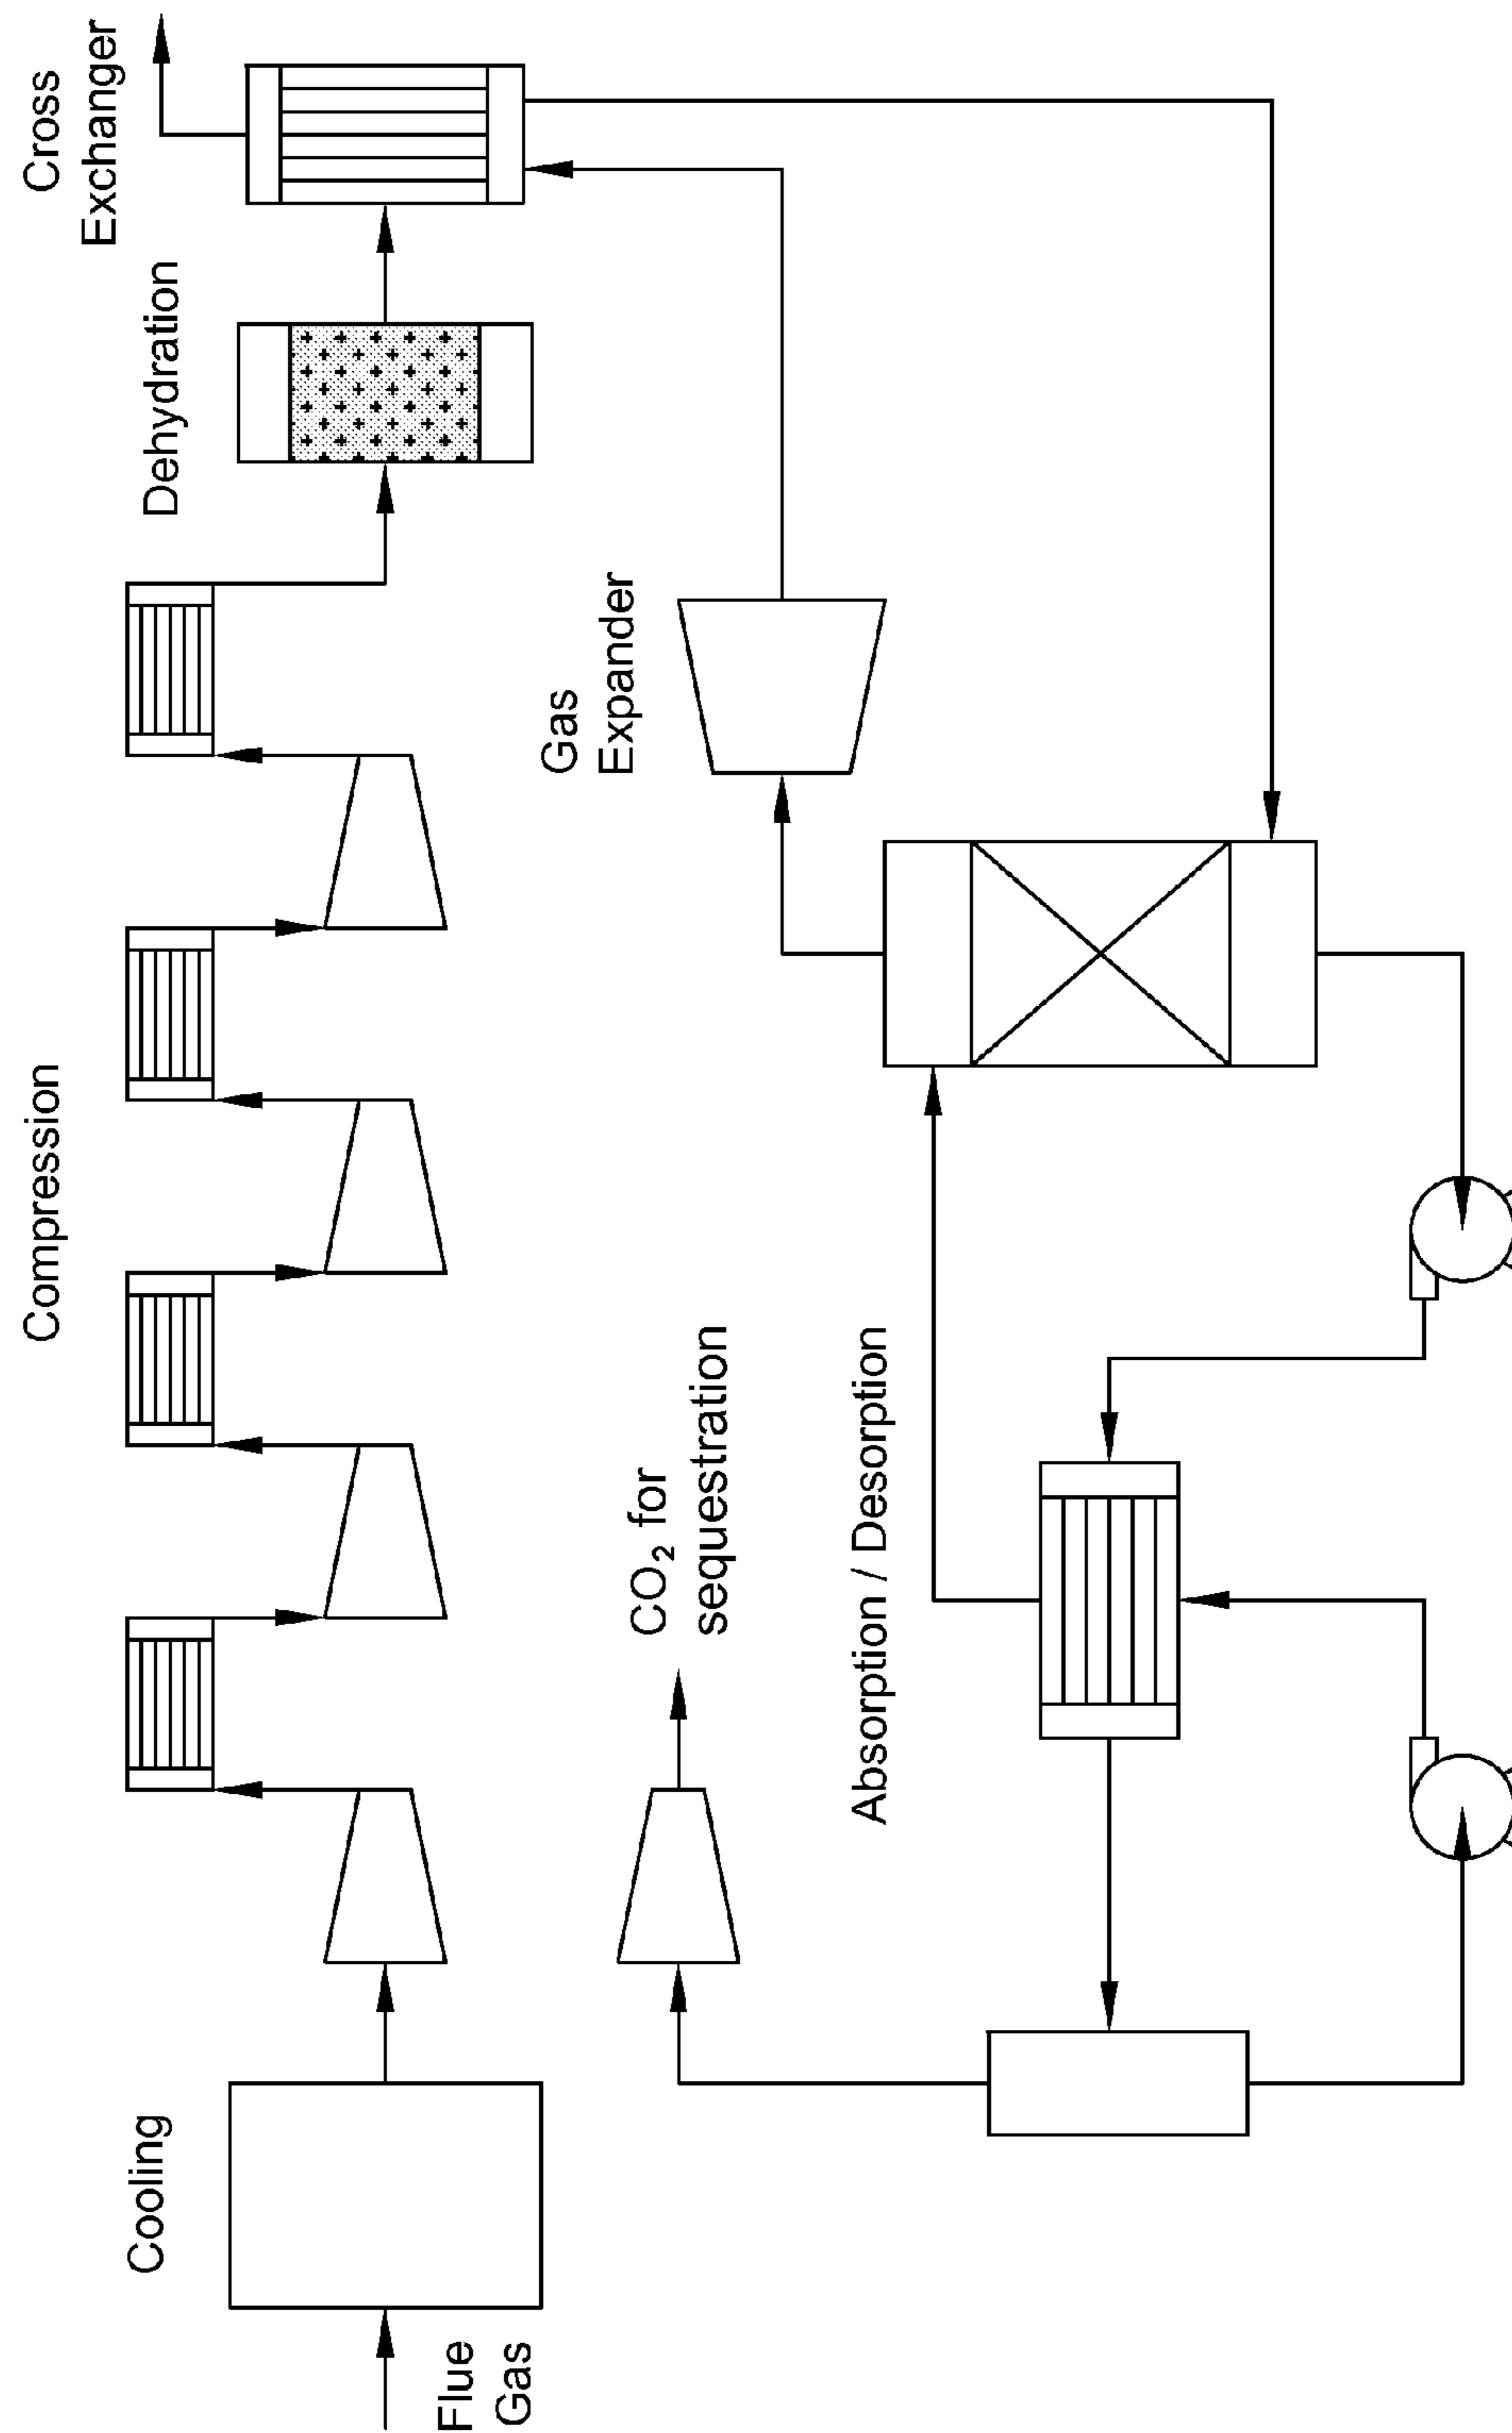 Flue
Gas
Cooling
Compression
Dehydration
Cross
Exchanger
Gas
Expander
CO₂ for
sequestration
Absorption / Desorption